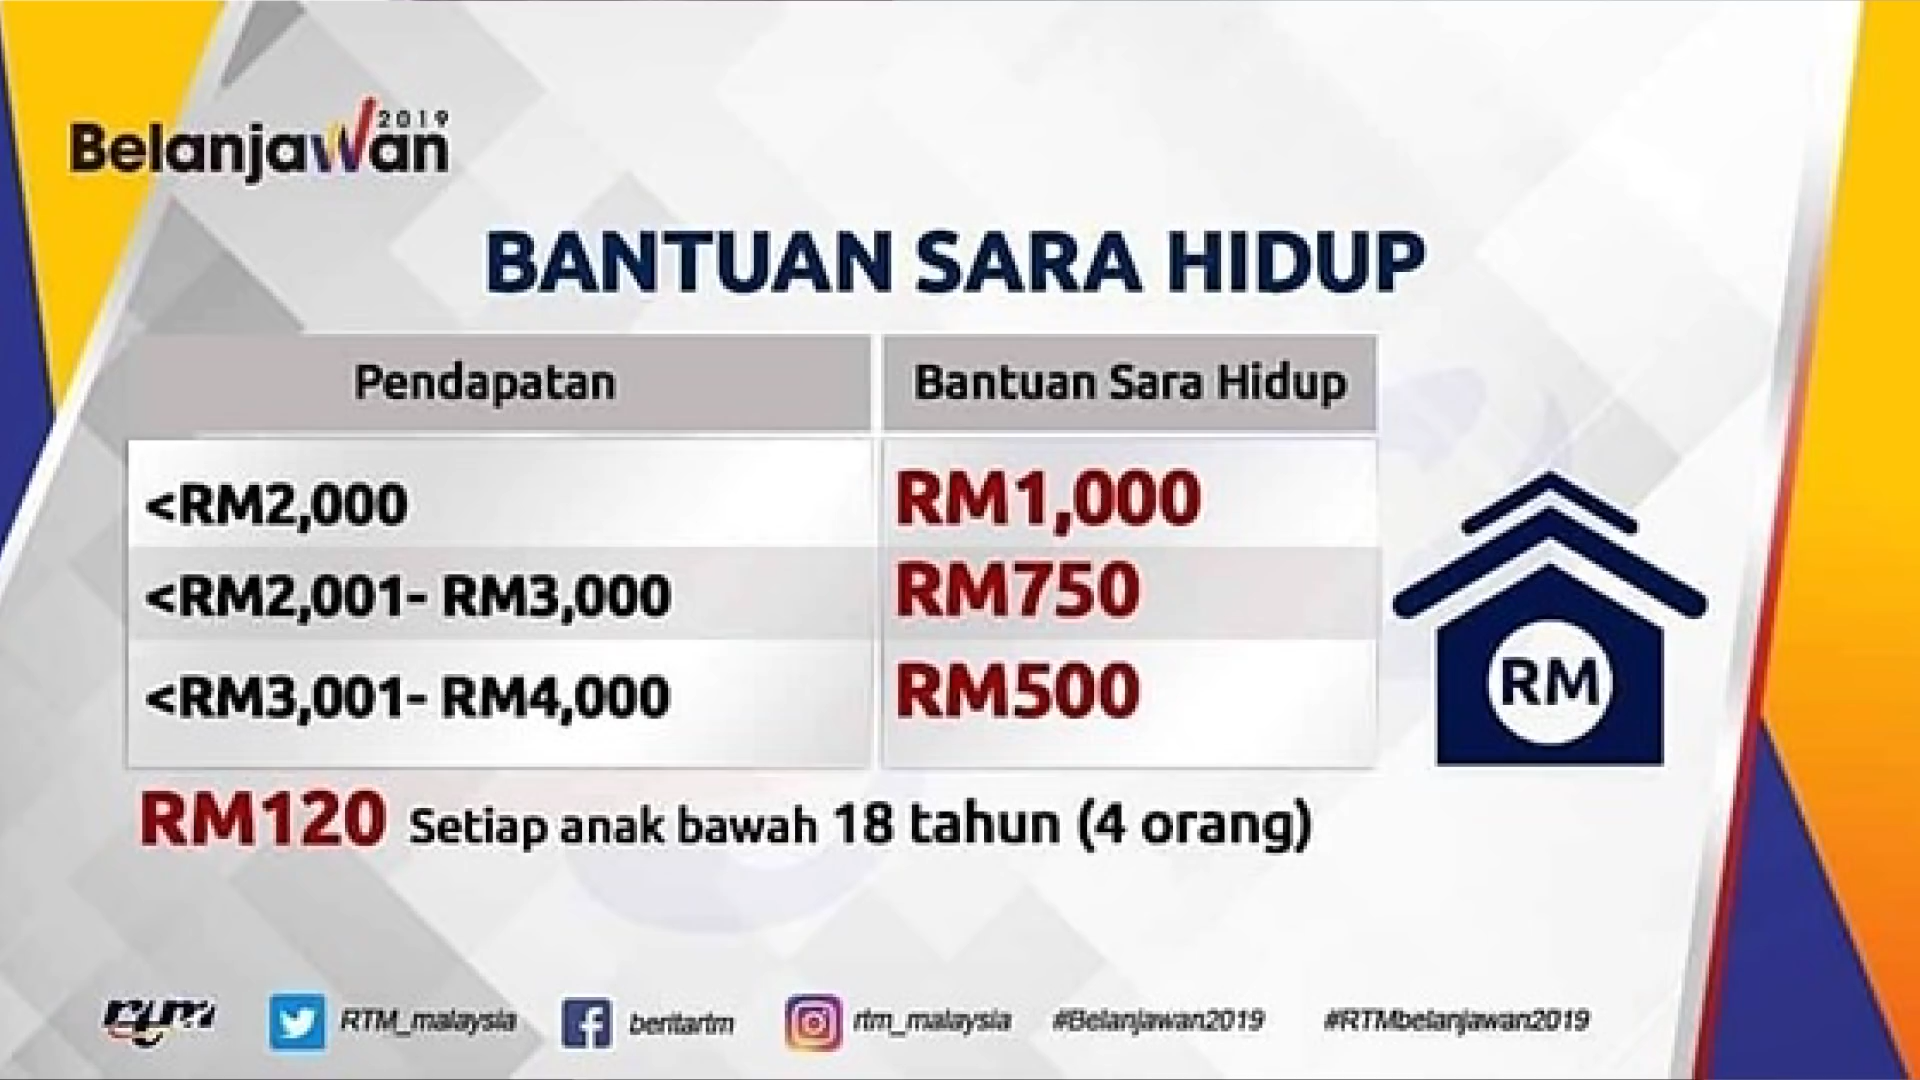 Belanjawan 2019
BANTUAN SARA HIDUP
Pendapatan Bantuan Sara Hidup
<RM2,000 RM1,000
<RM2,001- RM3,000 RM750
<RM3,001- RM4,000 RM500
RM
RM120 Setiap anak bawah 18 tahun (4 orang)
rtm RTM_malaysia beritartm rtm_malaysia #Belanjawan2019 #RTMbelanjawan2019